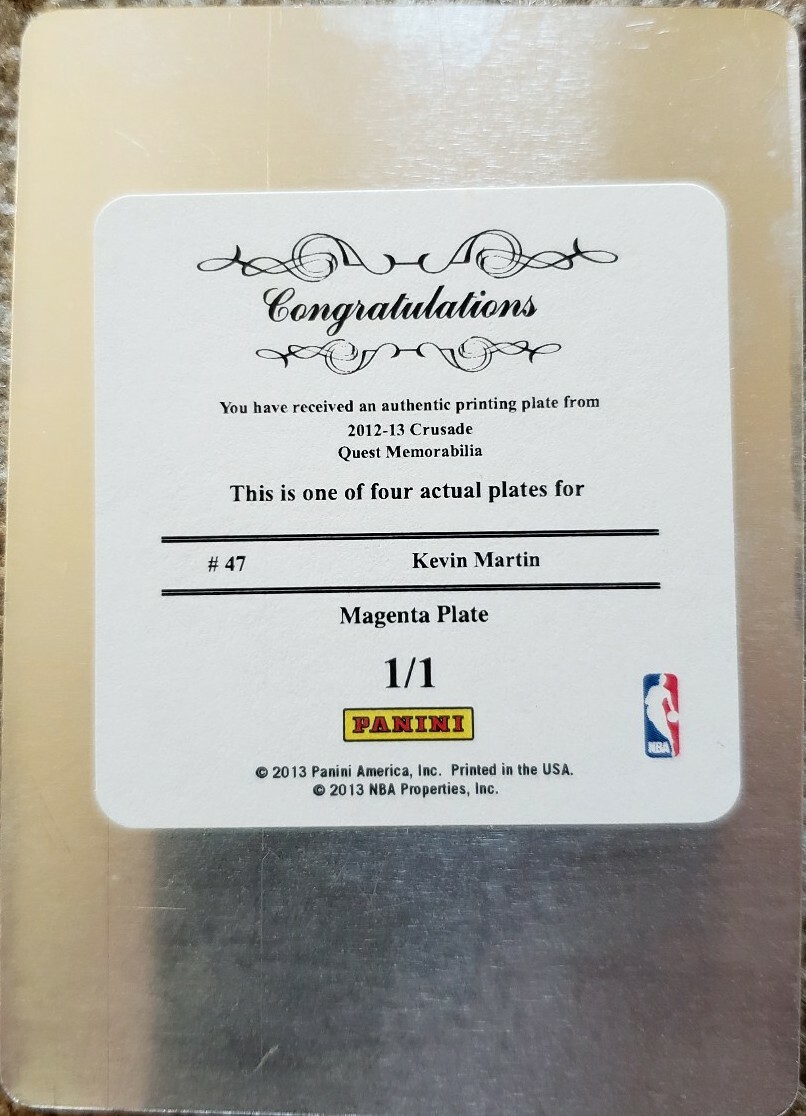 Congratulations
You have received an authentic printing plate from
2012-13 Crusade
Quest Memorabilia
This is one of four actual plates for
# 47 Kevin Martin
Magenta Plate
1/1
PANINI
NBA
© 2013 Panini America, Inc. Printed in the USA.
© 2013 NBA Properties, Inc.